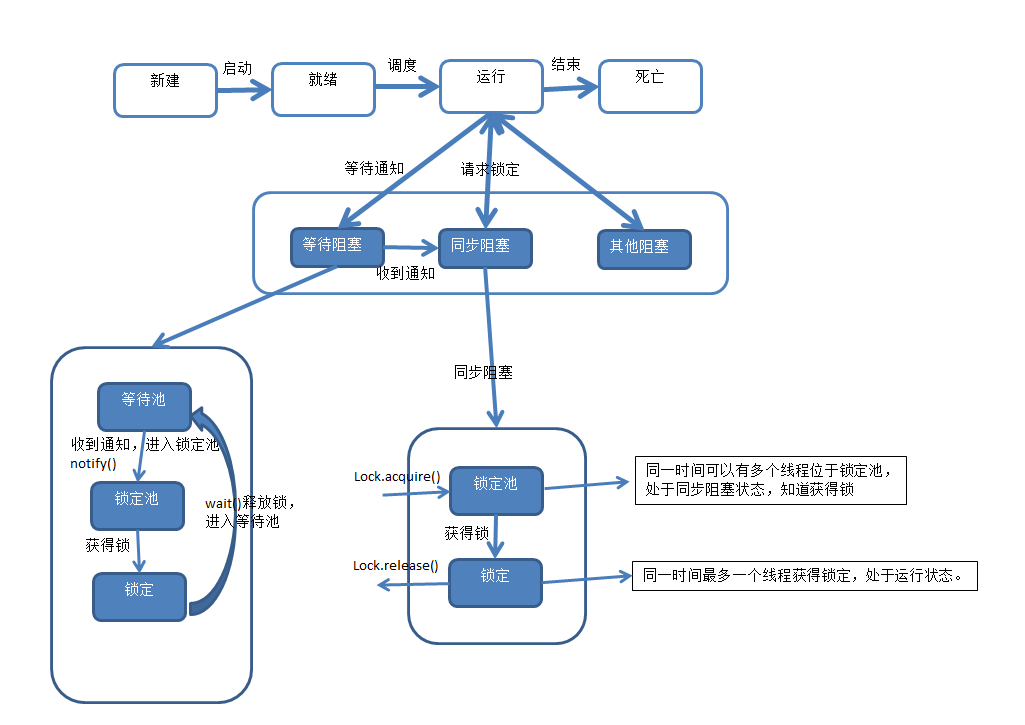 新建
启动
就绪
调度
运行
结束
死亡
等待通知
请求锁定
等待阻塞
同步阻塞
其他阻塞
收到通知
同步阻塞
等待池
收到通知，进入锁定池
notify()
锁定池
wait()释放锁，
进入等待池
获得锁
锁定
Lock.acquire()
锁定池
同一时间可以有多个线程位于锁定池，
处于同步阻塞状态，知道获得锁
获得锁
Lock.release()
锁定
同一时间最多一个线程获得锁定，处于运行状态。